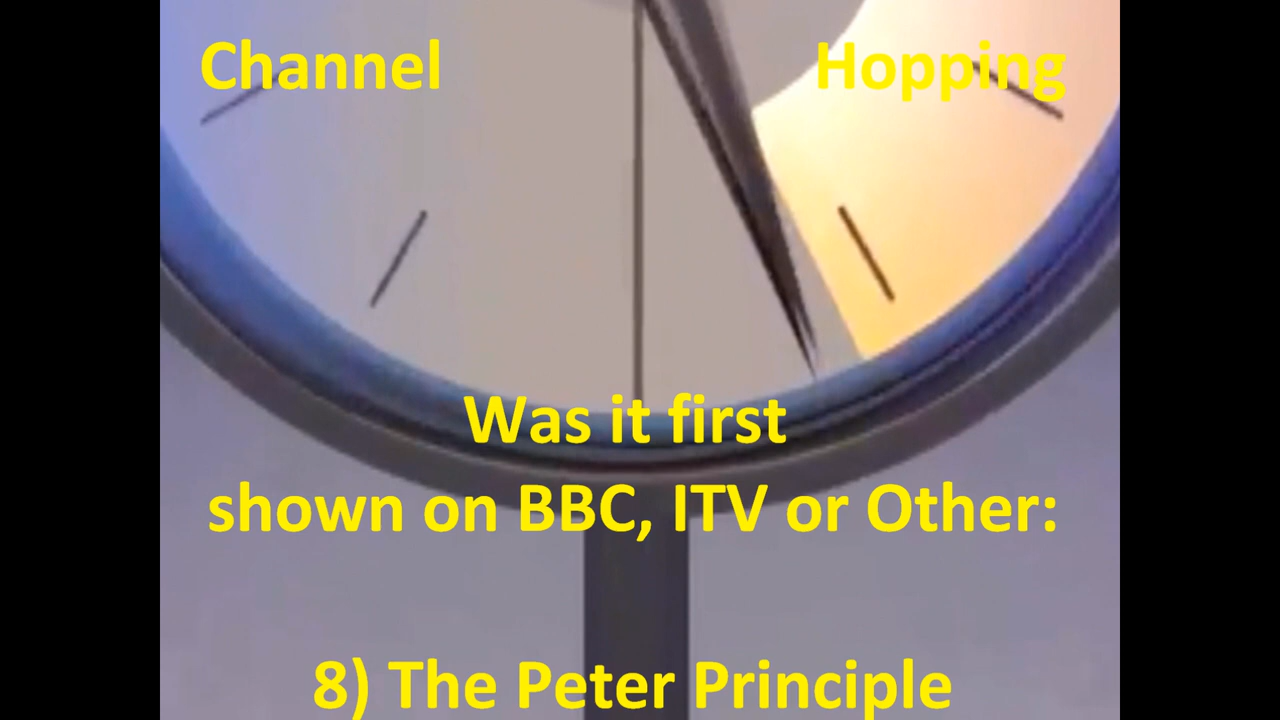 Channel Hopping
Was it first
shown on BBC, ITV or Other:
8) The Peter Principle